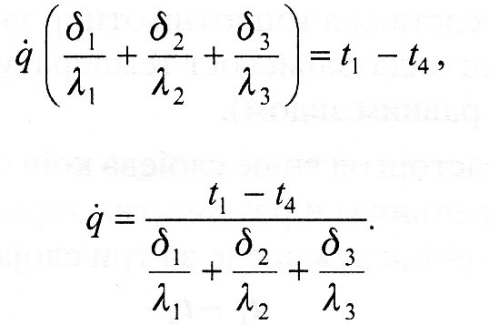 q̇ (δ₁/λ₁ + δ₂/λ₂ + δ₃/λ₃) = t₁ − t₄ ,
q̇ = (t₁ − t₄)/(δ₁/λ₁ + δ₂/λ₂ + δ₃/λ₃).